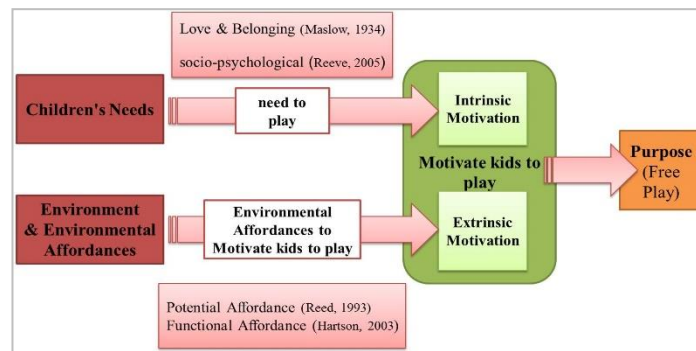 Love & Belonging (Maslow, 1934)
socio-psychological (Reeve, 2005)
Children's Needs
need to
play
Intrinsic
Motivation
Motivate kids to
play
Purpose
(Free
Play)
Environment
& Environmental
Affordances
Environmental
Affordances to
Motivate kids to play
Extrinsic
Motivation
Potential Affordance (Reed, 1993)
Functional Affordance (Hartson, 2003)